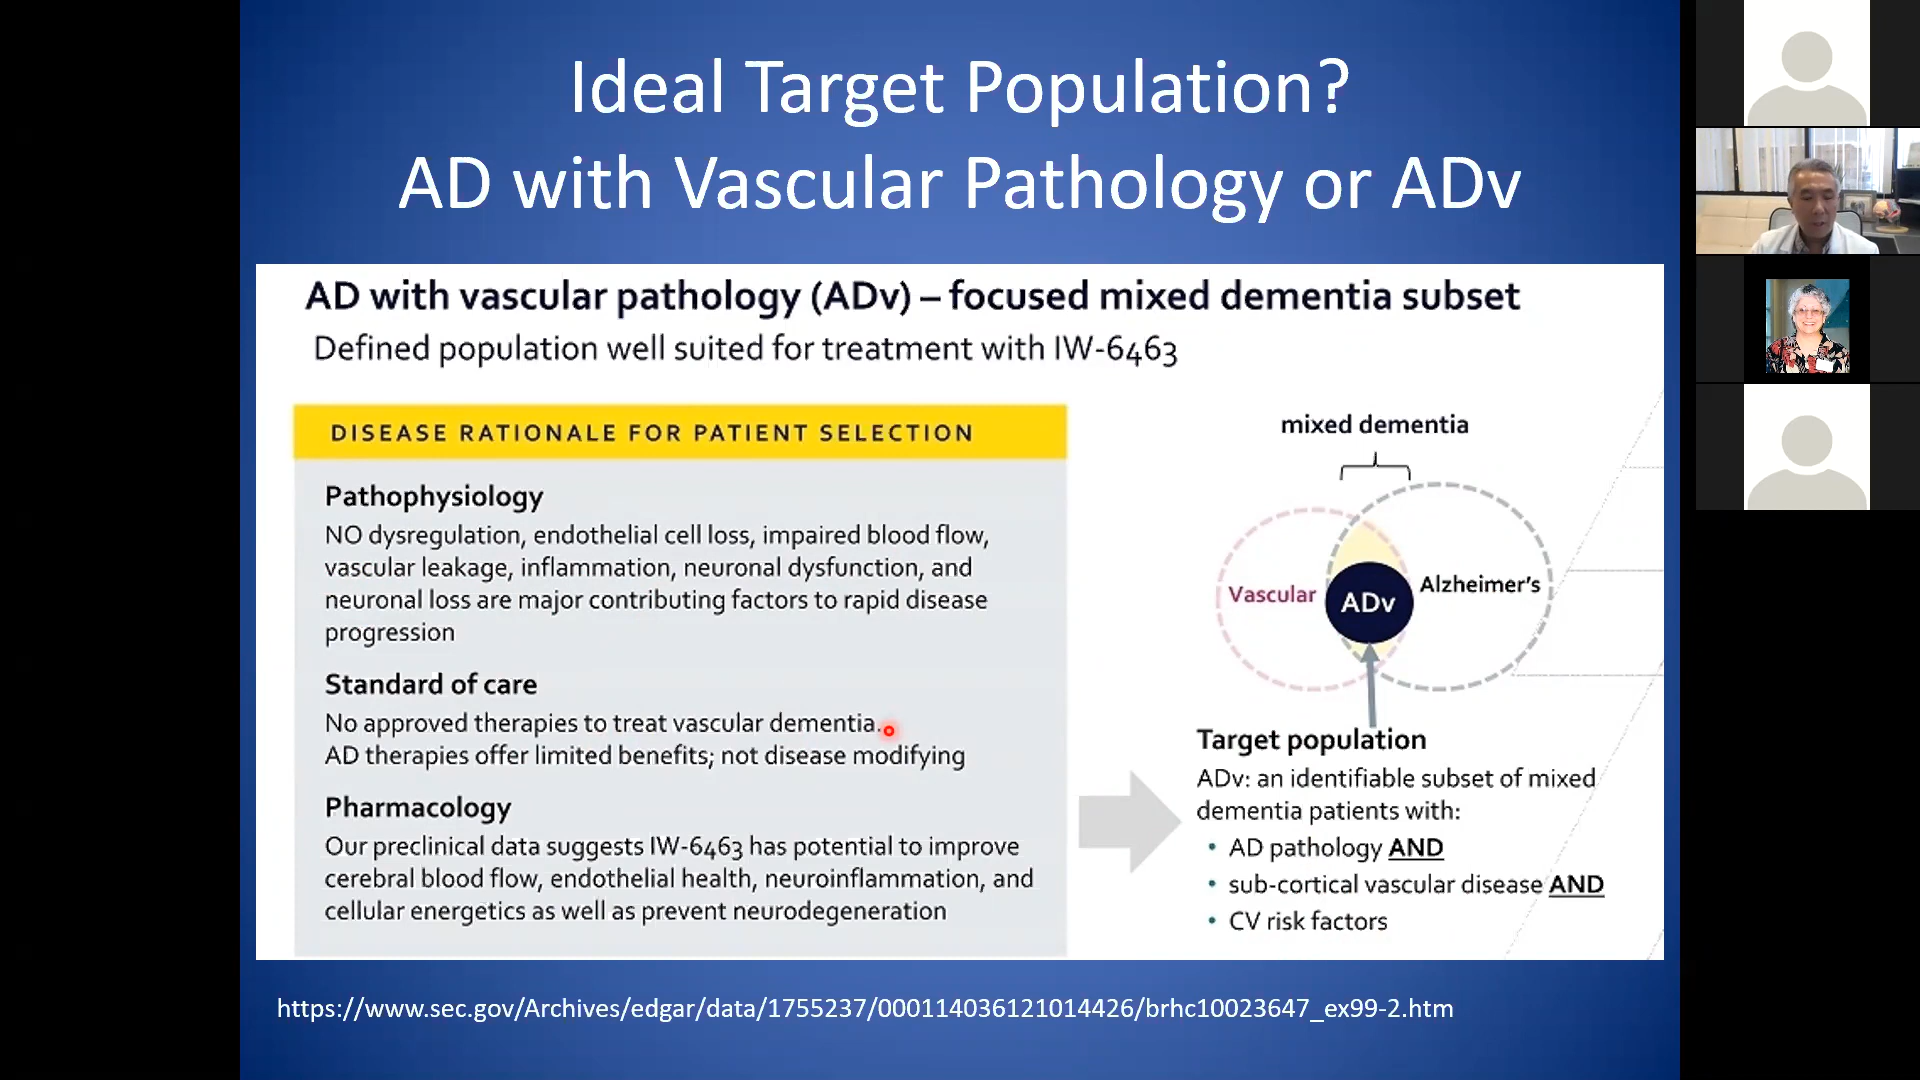 Ideal Target Population?
AD with Vascular Pathology or ADv
AD with vascular pathology (ADv) – focused mixed dementia subset
Defined population well suited for treatment with IW-6463
DISEASE RATIONALE FOR PATIENT SELECTION
Pathophysiology
NO dysregulation, endothelial cell loss, impaired blood flow,
vascular leakage, inflammation, neuronal dysfunction, and
neuronal loss are major contributing factors to rapid disease
progression
Standard of care
No approved therapies to treat vascular dementia.
AD therapies offer limited benefits; not disease modifying
Pharmacology
Our preclinical data suggests IW-6463 has potential to improve
cerebral blood flow, endothelial health, neuroinflammation, and
cellular energetics as well as prevent neurodegeneration
mixed dementia
Vascular
ADv
Alzheimer's
Target population
ADv: an identifiable subset of mixed
dementia patients with:
• AD pathology AND
• sub-cortical vascular disease AND
• CV risk factors
https://www.sec.gov/Archives/edgar/data/1755237/000114036121014426/brhc10023647_ex99-2.htm